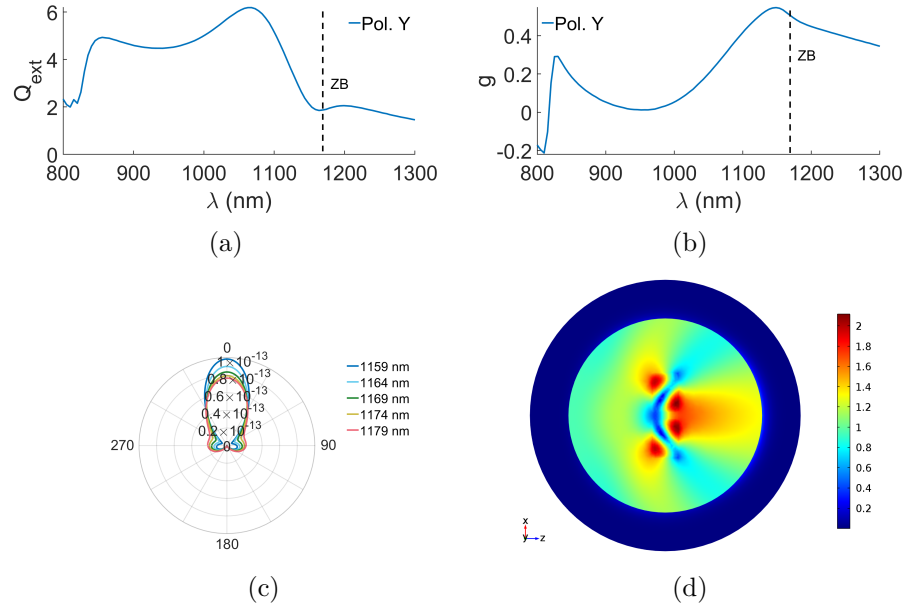 6
4
2
0
Q_ext
Pol. Y
ZB
800 900 1000 1100 1200 1300
λ (nm)
(a)
0.4
0.2
0
-0.2
g
Pol. Y
ZB
800 900 1000 1100 1200 1300
λ (nm)
(b)
0
1×10^-13
0.8×10^-13
0.6×10^-13
0.4×10^-13
0.2×10^-13
0
270
90
180
1159 nm
1164 nm
1169 nm
1174 nm
1179 nm
(c)
2
1.8
1.6
1.4
1.2
1
0.8
0.6
0.4
0.2
x
y z
(d)